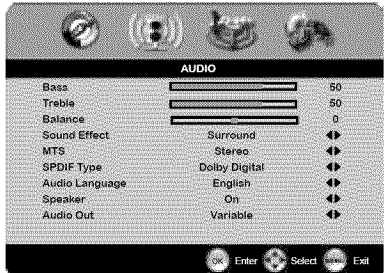 AUDIO
Bass 50
Treble 50
Balance 0
Sound Effect Surround
MTS Stereo
SPDIF Type Dolby Digital
Audio Language English
Speaker On
Audio Out Variable
OK Enter Select MENU Exit